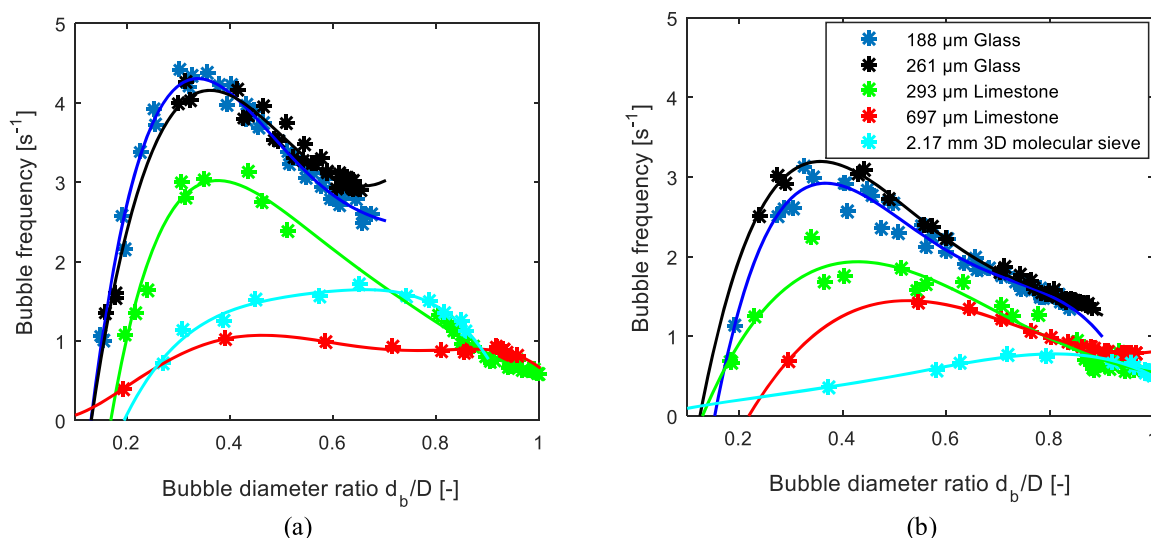 5
4
3
2
1
0
Bubble frequency [s-1]
0.2
0.4
0.6
0.8
1
Bubble diameter ratio db/D [-]
(a)
5
4
3
2
1
0
Bubble frequency [s-1]
188 µm Glass
261 µm Glass
293 µm Limestone
697 µm Limestone
2.17 mm 3D molecular sieve
0.2
0.4
0.6
0.8
1
Bubble diameter ratio db/D [-]
(b)